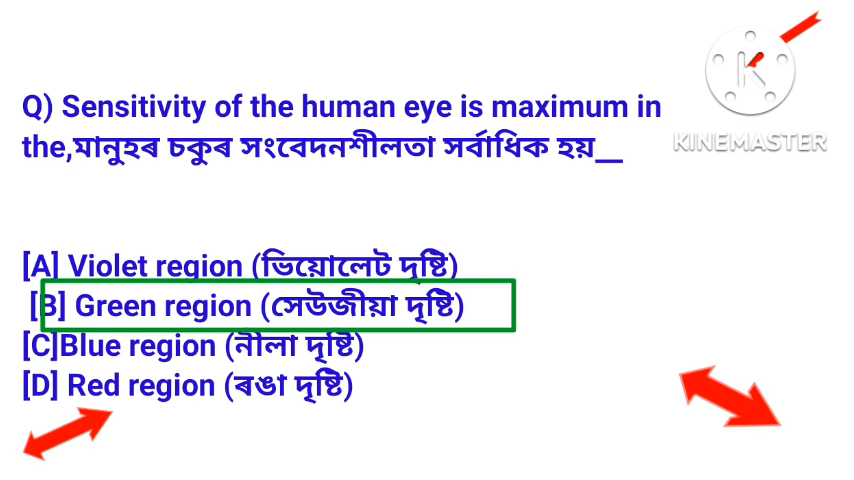 Q) Sensitivity of the human eye is maximum in
the,মানুহৰ চকুৰ সংবেদনশীলতা সৰ্বাধিক হয়__
KINEMASTER
[A] Violet region (ভিয়োলেট দৃষ্টি)
[B] Green region (সেউজীয়া দৃষ্টি)
[C]Blue region (নীলা দৃষ্টি)
[D] Red region (ৰঙা দৃষ্টি)